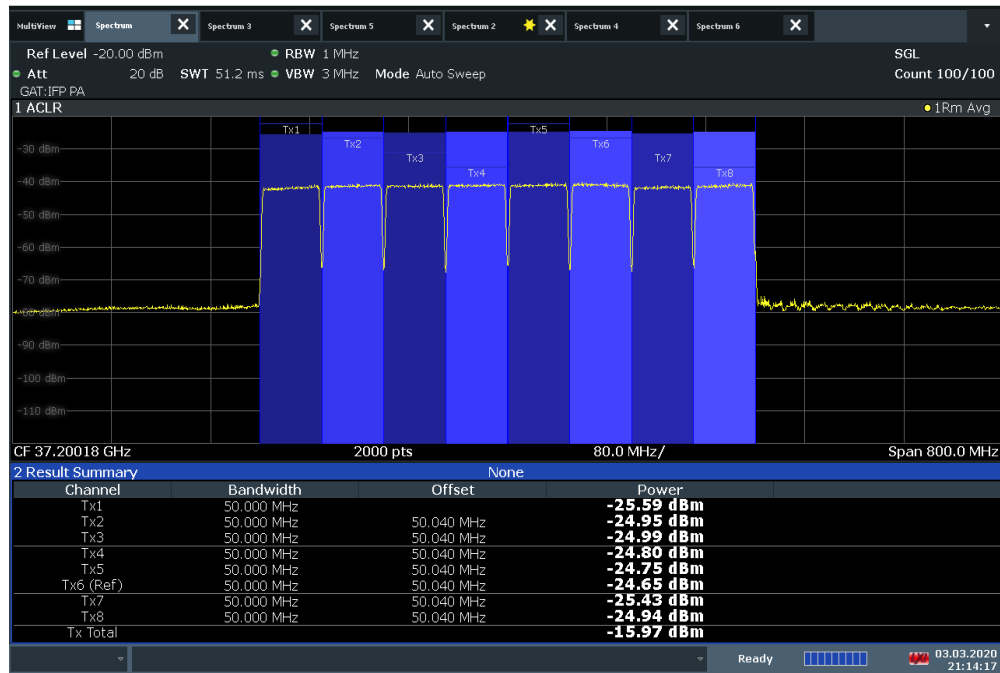 MultiView Spectrum X Spectrum 3 X Spectrum 5 X Spectrum 2 X Spectrum 4 X Spectrum 6 X
Ref Level -20.00 dBm RBW 1 MHz SGL
Att 20 dB SWT 51.2 ms VBW 3 MHz Mode Auto Sweep Count 100/100
GAT:IFP PA
1 ACLR 1Rm Avg
Tx1 Tx5
Tx2 Tx6
-30 dBm
Tx3 Tx7
Tx4 Tx8
-40 dBm
-50 dBm
-60 dBm
-70 dBm
-80 dBm
-90 dBm
-100 dBm
-110 dBm
CF 37.20018 GHz 2000 pts 80.0 MHz/ Span 800.0 MHz
2 Result Summary None
Channel Bandwidth Offset Power
Tx1 50.000 MHz -25.59 dBm
Tx2 50.000 MHz 50.040 MHz -24.95 dBm
Tx3 50.000 MHz 50.040 MHz -24.99 dBm
Tx4 50.000 MHz 50.040 MHz -24.80 dBm
Tx5 50.000 MHz 50.040 MHz -24.75 dBm
Tx6 (Ref) 50.000 MHz 50.040 MHz -24.65 dBm
Tx7 50.000 MHz 50.040 MHz -25.43 dBm
Tx8 50.000 MHz 50.040 MHz -24.94 dBm
Tx Total -15.97 dBm
Ready 03.03.2020
21:14:17